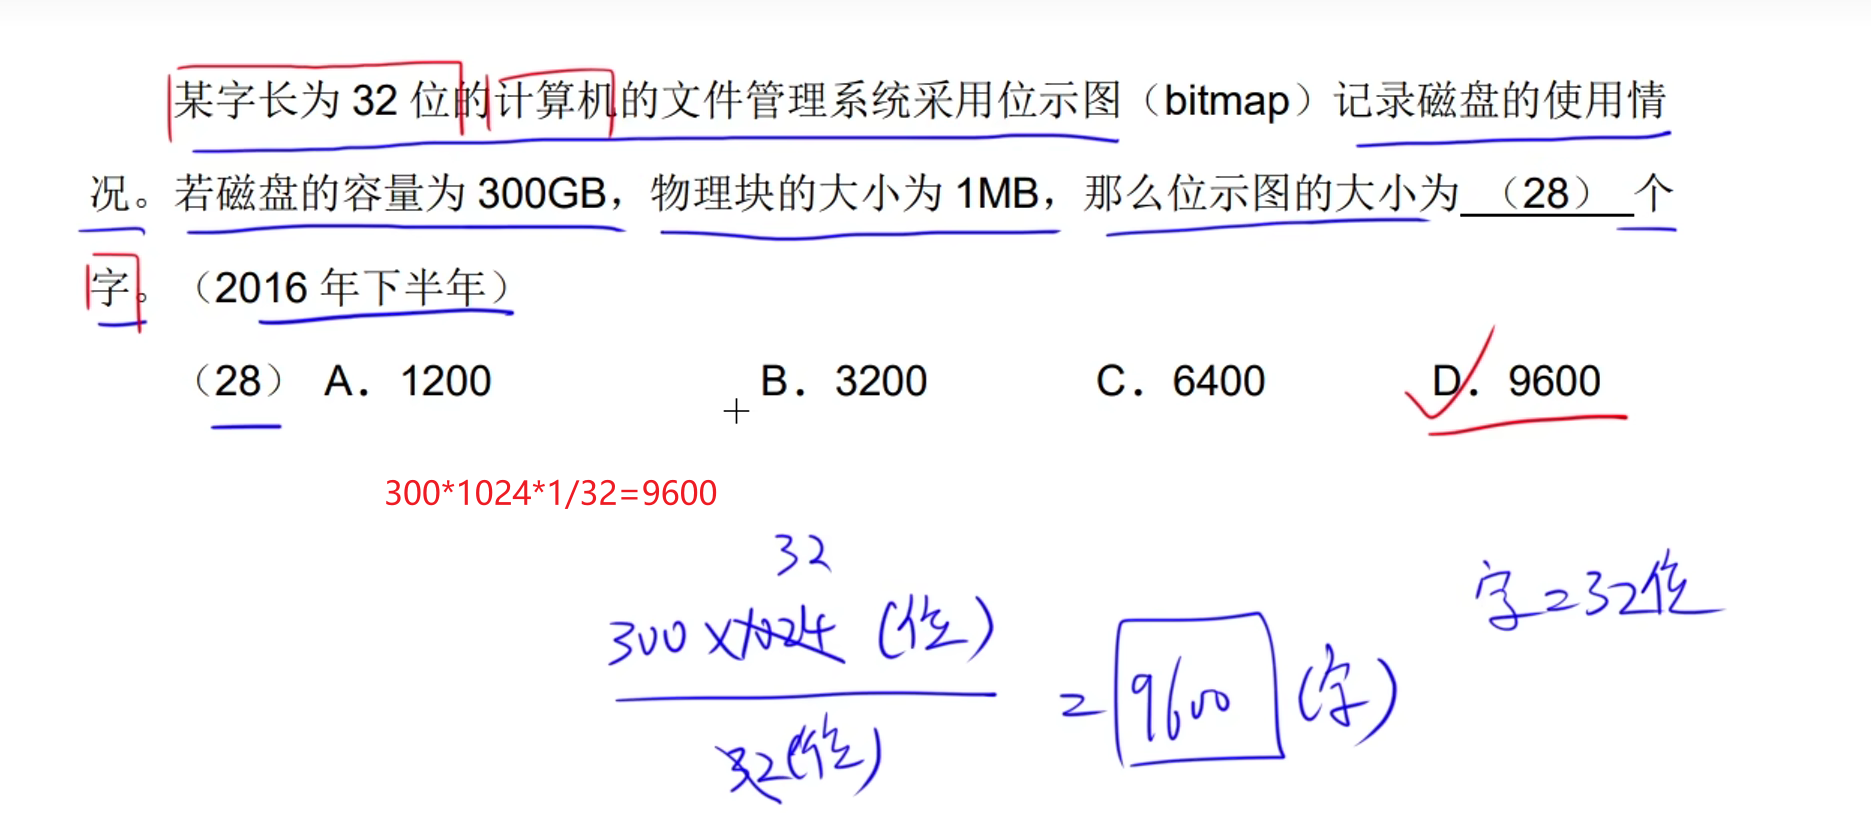 某字长为 32 位的计算机的文件管理系统采用位示图（bitmap）记录磁盘的使用情
况。若磁盘的容量为 300GB，物理块的大小为 1MB，那么位示图的大小为 （28） 个
字。（2016 年下半年）
（28） A. 1200 B. 3200 C. 6400 D. 9600
300*1024*1/32=9600
32
300 × 1024 (位)
32(位)
= 9600 (字)
字=32位